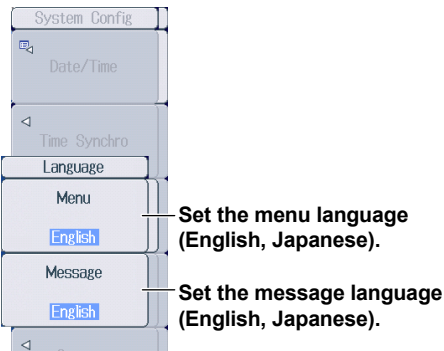 System Config
Date/Time
Time Synchro
Language
Menu
English
Set the menu language
(English, Japanese).
Message
English
Set the message language
(English, Japanese).